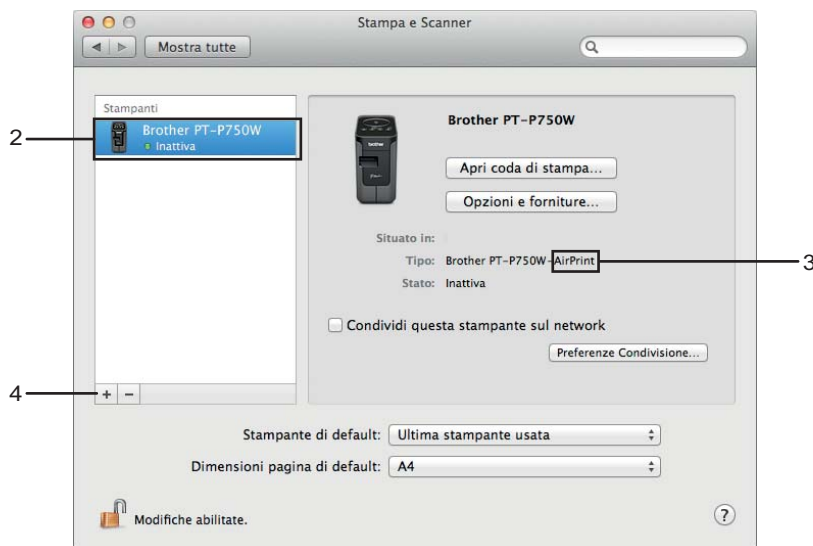 Stampa e Scanner
Mostra tutte
Stampanti
2
Brother PT-P750W
Inattiva
Brother PT-P750W
brother
Apri coda di stampa...
Opzioni e forniture...
Situato in:
Tipo: Brother PT-P750W-AirPrint
3
Stato: Inattiva
Condividi questa stampante sul network
Preferenze Condivisione...
4
+ −
Stampante di default: Ultima stampante usata
Dimensioni pagina di default: A4
Modifiche abilitate.
?